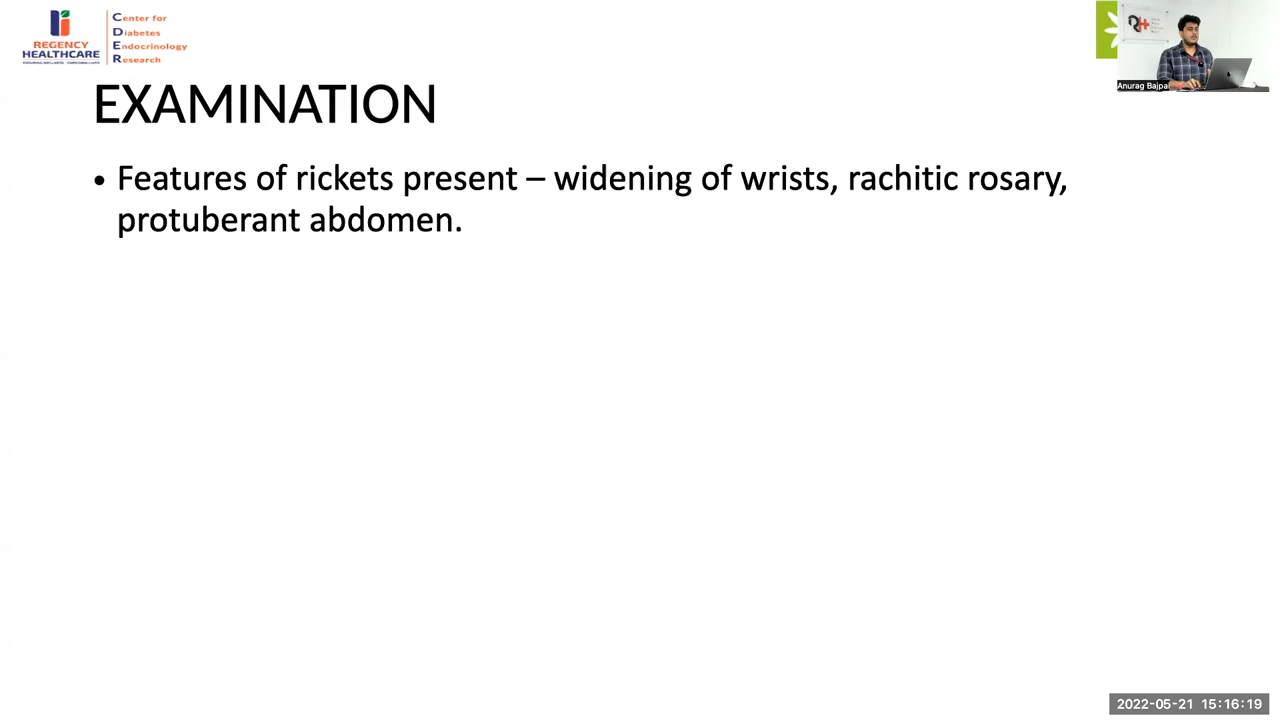 REGENCY
HEALTHCARE
Center for
Diabetes
Endocrinology
Research
Anurag Bajpai
EXAMINATION
• Features of rickets present – widening of wrists, rachitic rosary,
protuberant abdomen.
2022-05-21 15:16:19